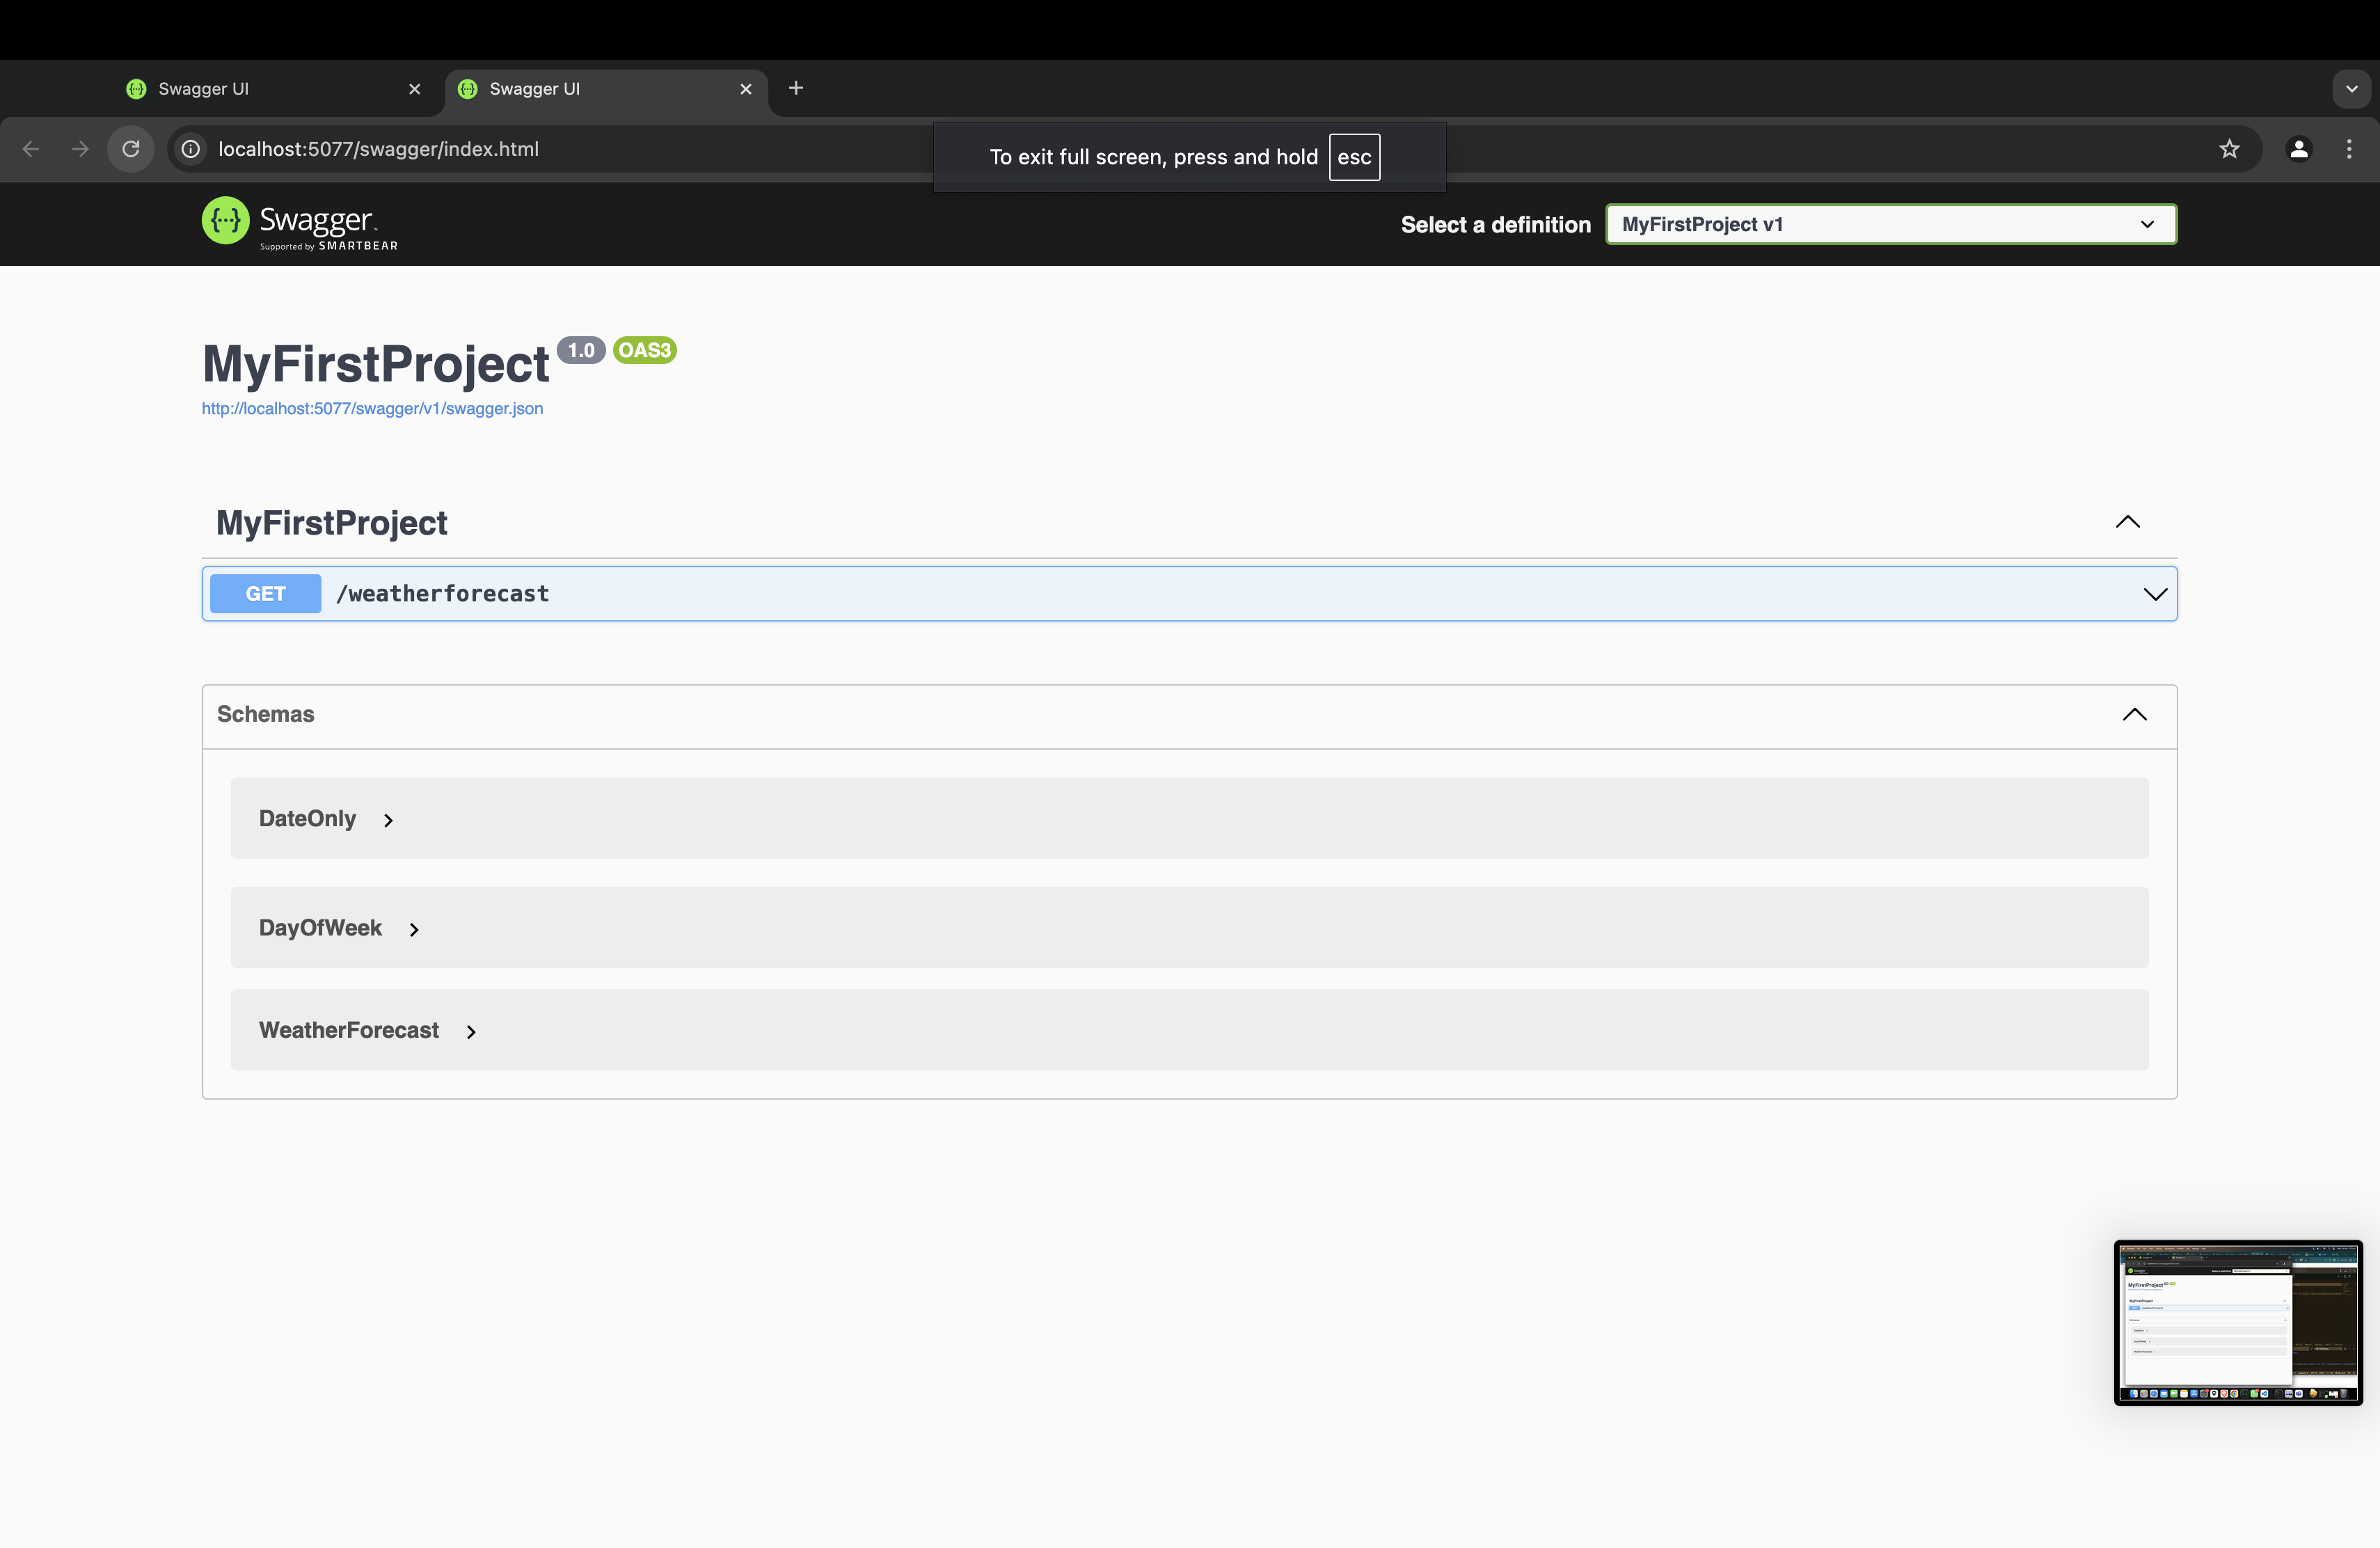 Swagger UI
Swagger UI
localhost:5077/swagger/index.html
To exit full screen, press and hold esc
Swagger
Supported by SMARTBEAR
Select a definition
MyFirstProject v1
MyFirstProject 1.0 OAS3
http://localhost:5077/swagger/v1/swagger.json
MyFirstProject
GET /weatherforecast
Schemas
DateOnly
DayOfWeek
WeatherForecast